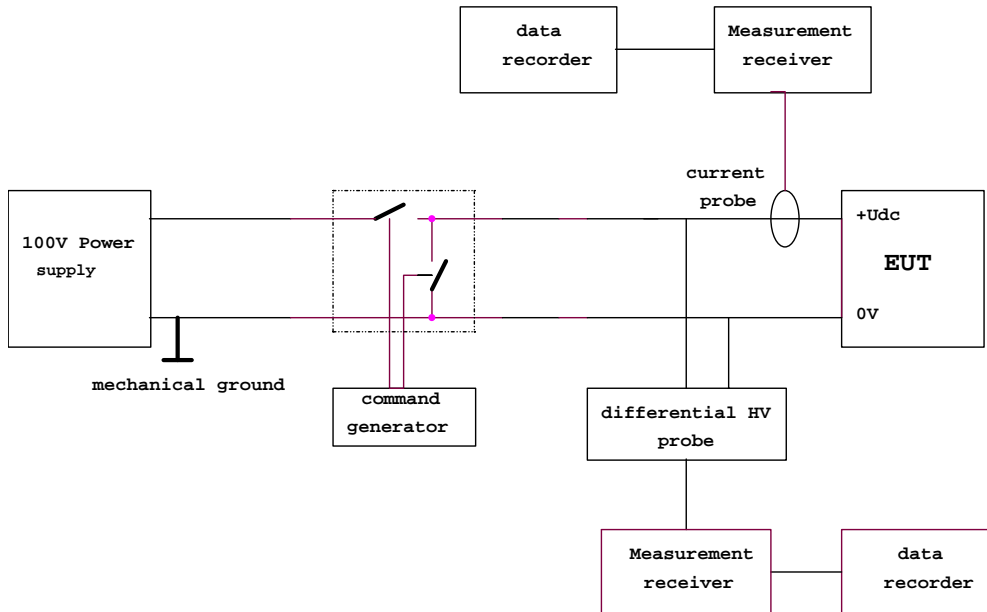 data
recorder
Measurement
receiver
current
probe
100V Power
supply
+Udc
EUT
0V
mechanical ground
command
generator
differential HV
probe
Measurement
receiver
data
recorder